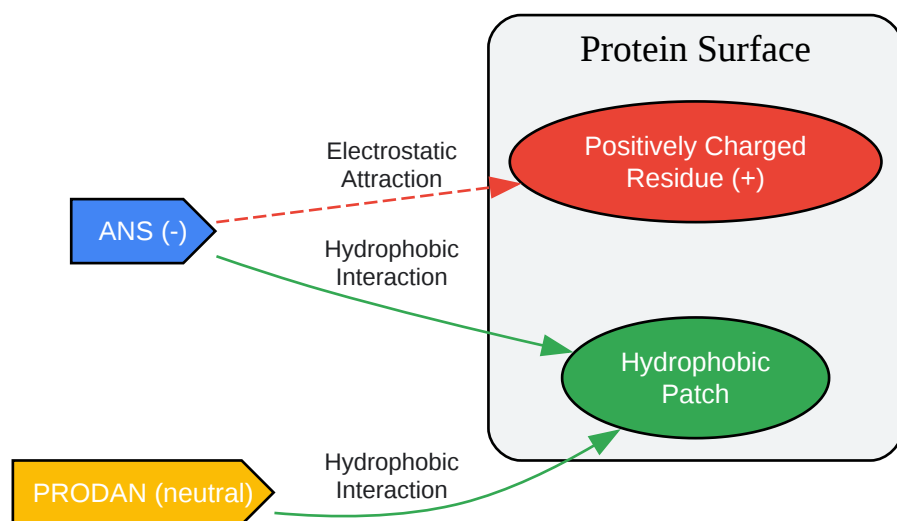 Protein Surface
Positively Charged
Residue (+)
Electrostatic
Attraction
ANS (-)
Hydrophobic
Interaction
Hydrophobic
Patch
Hydrophobic
Interaction
PRODAN (neutral)